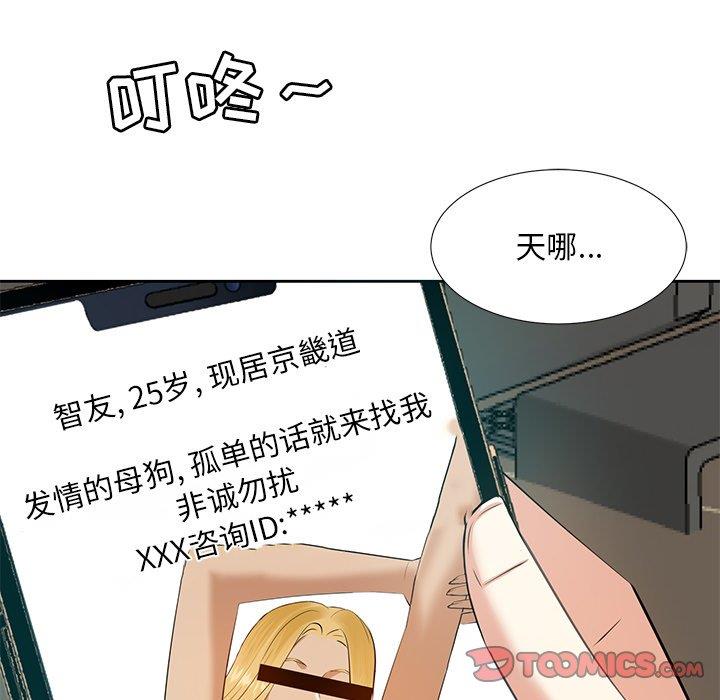 叮咚~
天哪...
智友, 25岁, 现居京畿道
发情的母狗, 孤单的话就来找我
非诚勿扰
XXX咨询ID:*****
TOOMICS.COM